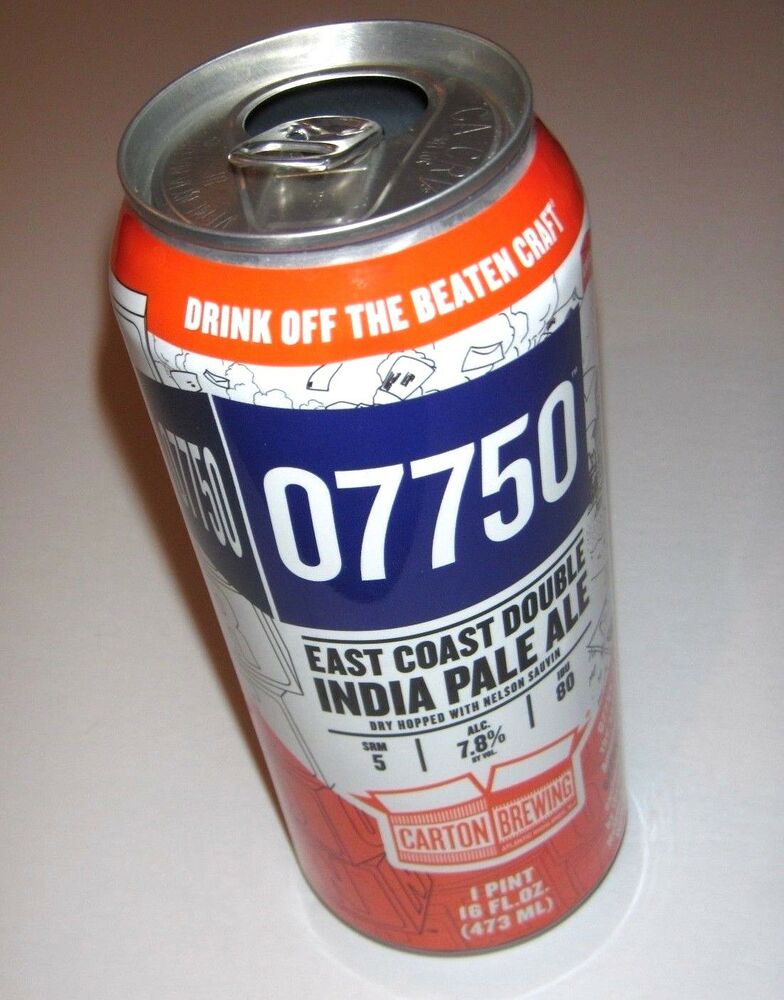 DRINK OFF THE BEATEN CRAFT
07750
07750™
EAST COAST DOUBLE
INDIA PALE ALE
DRY HOPPED WITH NELSON SAUVIN
SRM
5
ALC.
7.8%
BY VOL.
IBU
80
CARTON BREWING
1 PINT
16 FL.OZ.
(473 ML)